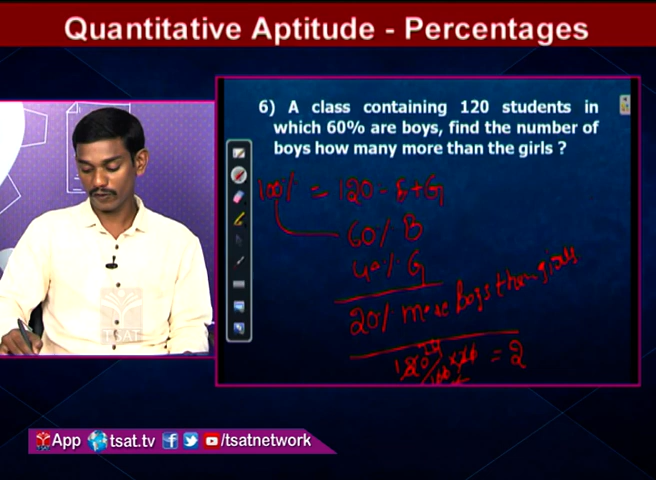 Quantitative Aptitude - Percentages
6) A class containing 120 students in
which 60% are boys, find the number of
boys how many more than the girls ?
100% = 120 - B+G
60% B
40% G
20% more Boys than girls
= 2
TSAT
App tsat.tv /tsatnetwork